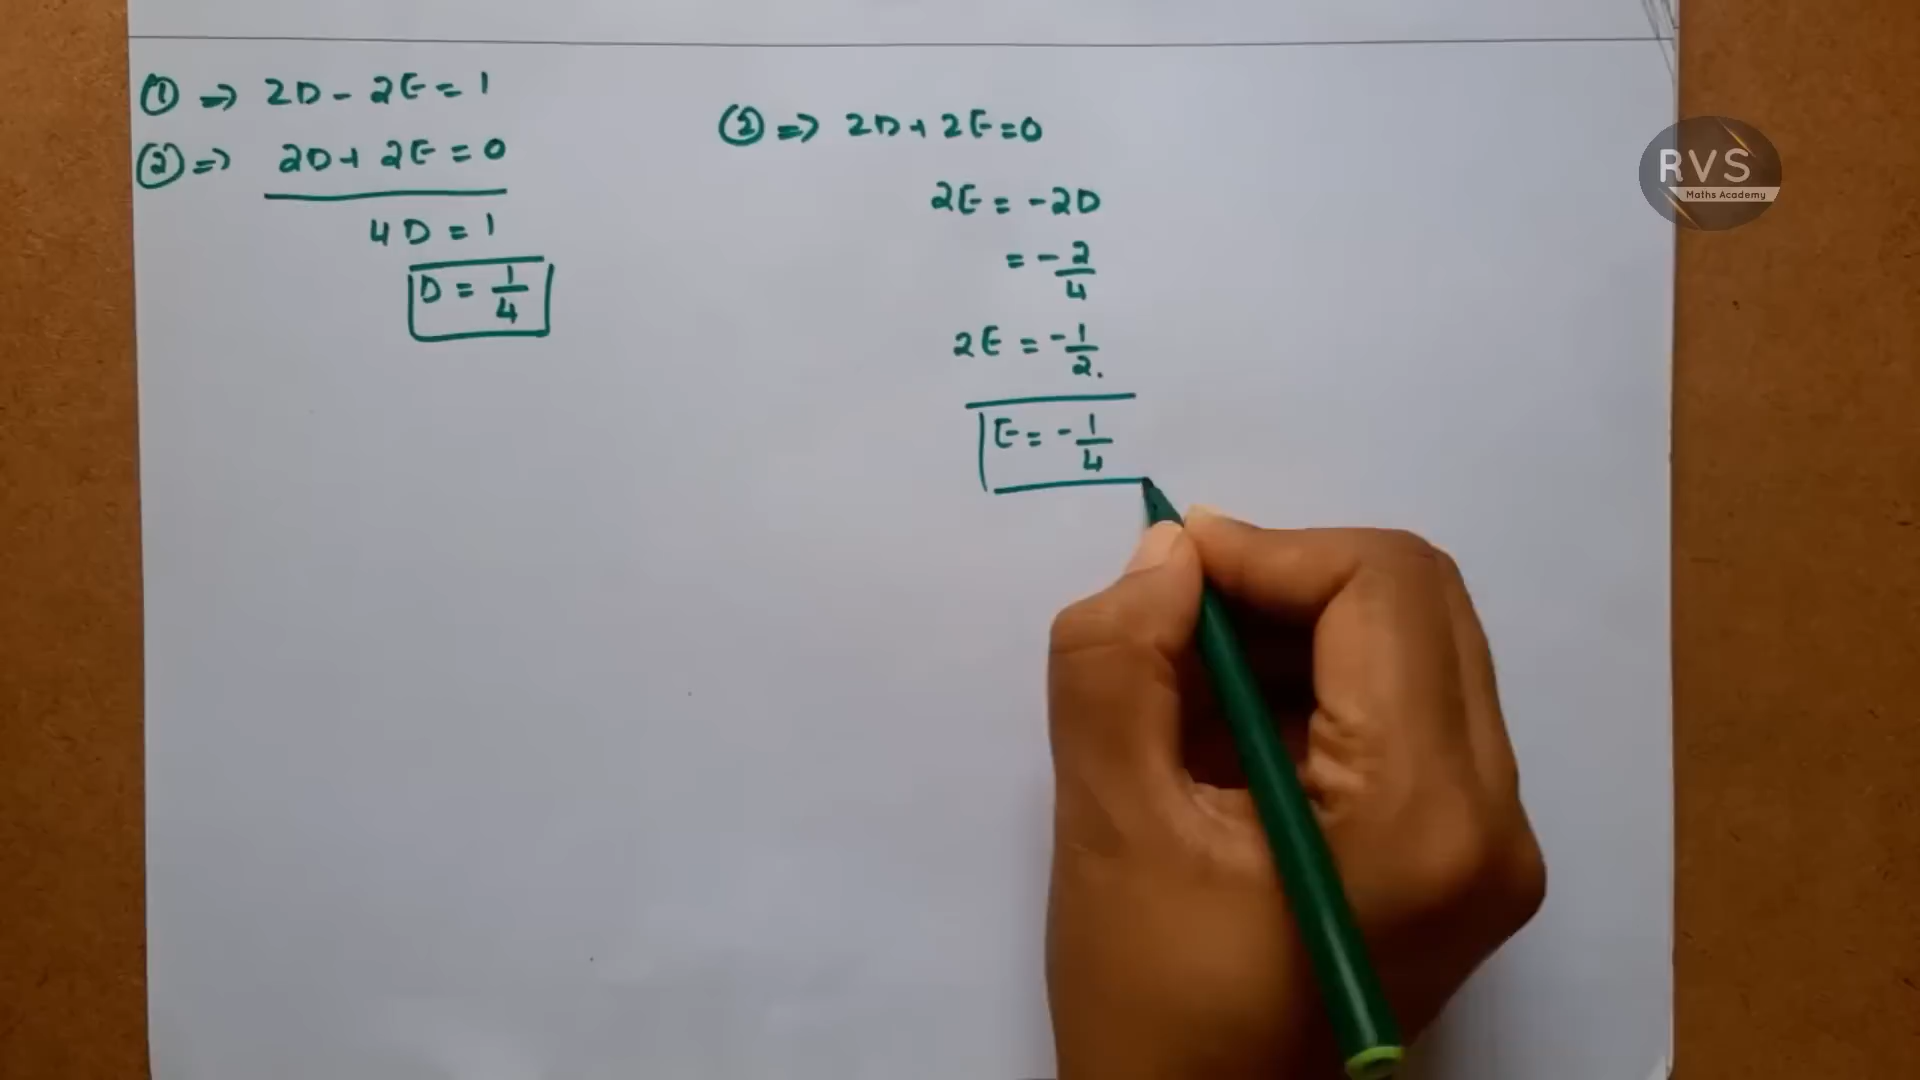 ① => 2D - 2E = 1
② => 2D + 2E = 0
4D = 1
D = 1/4
② => 2D + 2E = 0
2E = -2D
= -2/4
2E = -1/2.
E = -1/4
RVS
Maths Academy